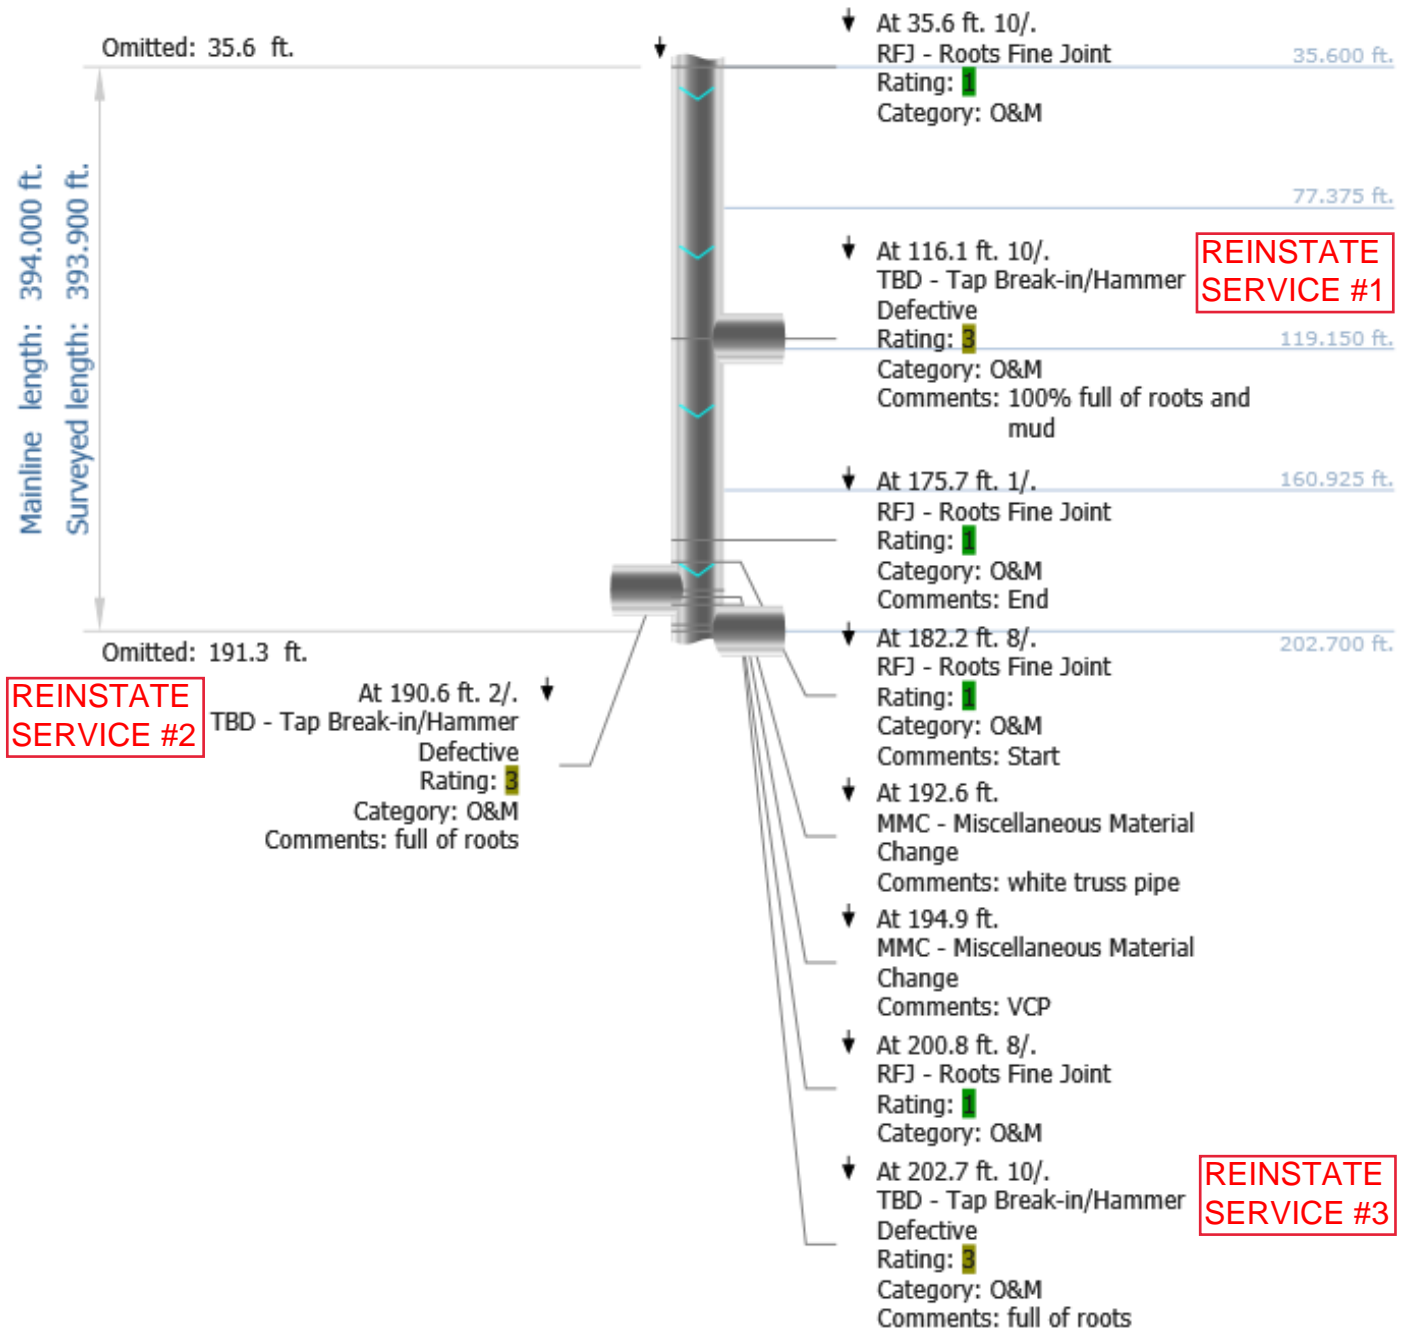 Omitted: 35.6 ft.
Mainline length: 394.000 ft.
Surveyed length: 393.900 ft.
At 35.6 ft. 10/.
RFJ - Roots Fine Joint
Rating: 1
Category: O&M
35.600 ft.
77.375 ft.
At 116.1 ft. 10/.
TBD - Tap Break-in/Hammer
Defective
Rating: 3
Category: O&M
Comments: 100% full of roots and
mud
REINSTATE
SERVICE #1
119.150 ft.
At 175.7 ft. 1/.
RFJ - Roots Fine Joint
Rating: 1
Category: O&M
Comments: End
160.925 ft.
At 182.2 ft. 8/.
RFJ - Roots Fine Joint
Rating: 1
Category: O&M
Comments: Start
202.700 ft.
Omitted: 191.3 ft.
REINSTATE
SERVICE #2
At 190.6 ft. 2/.
TBD - Tap Break-in/Hammer
Defective
Rating: 3
Category: O&M
Comments: full of roots
At 192.6 ft.
MMC - Miscellaneous Material
Change
Comments: white truss pipe
At 194.9 ft.
MMC - Miscellaneous Material
Change
Comments: VCP
At 200.8 ft. 8/.
RFJ - Roots Fine Joint
Rating: 1
Category: O&M
At 202.7 ft. 10/.
TBD - Tap Break-in/Hammer
Defective
Rating: 3
Category: O&M
Comments: full of roots
REINSTATE
SERVICE #3